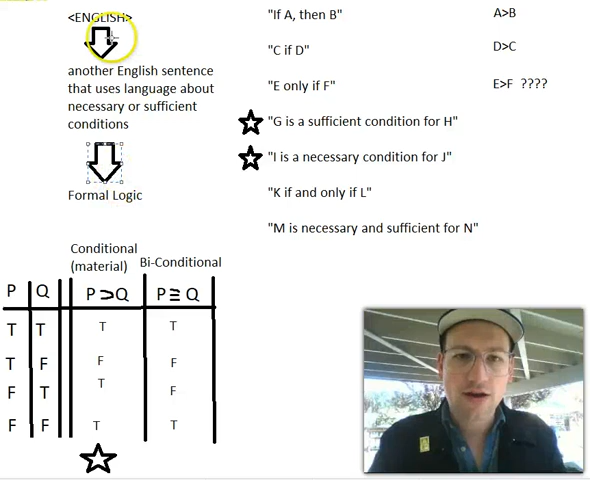 <ENGLISH>
another English sentence
that uses language about
necessary or sufficient
conditions
Formal Logic
"If A, then B" A>B
"C if D" D>C
"E only if F" E>F ????
"G is a sufficient condition for H"
"I is a necessary condition for J"
"K if and only if L"
"M is necessary and sufficient for N"
Conditional
(material)
Bi-Conditional
P Q P⊃Q P≡Q
T T T T
T F F F
F T T F
F F T T